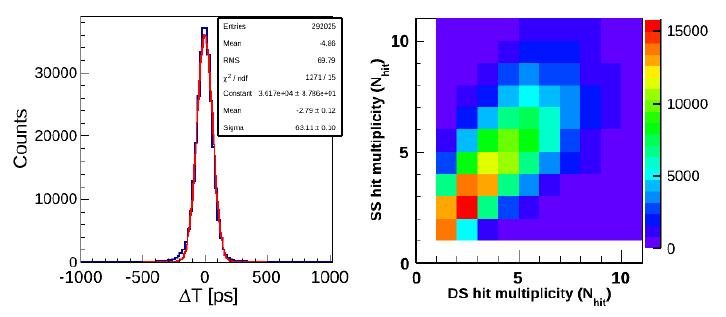 Counts
30000
20000
10000
0
-1000 -500 0 500 1000
ΔT [ps]
Entries 292025
Mean -4.86
RMS 69.79
χ² / ndf 1271 / 15
Constant 3.617e+04 ± 8.786e+01
Mean -2.79 ± 0.12
Sigma 63.11 ± 0.10
SS hit multiplicity (Nhit)
10
5
0
0 5 10
DS hit multiplicity (Nhit)
15000
10000
5000
0